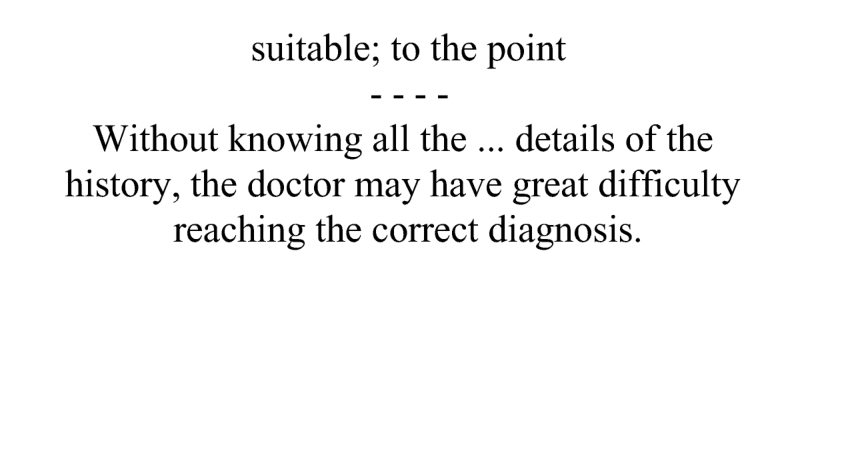 suitable; to the point
- - - -
Without knowing all the ... details of the
history, the doctor may have great difficulty
reaching the correct diagnosis.